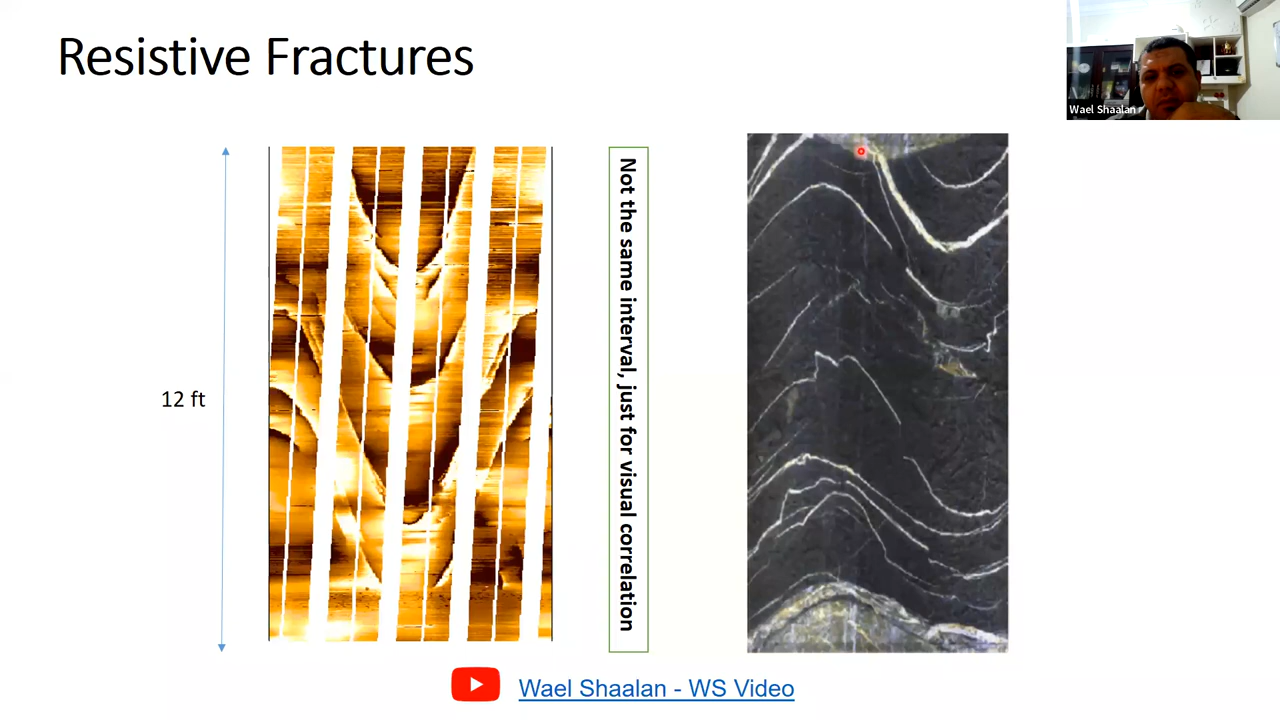 Resistive Fractures
Wael Shaalan
12 ft
Not the same interval, just for visual correlation
Wael Shaalan - WS Video